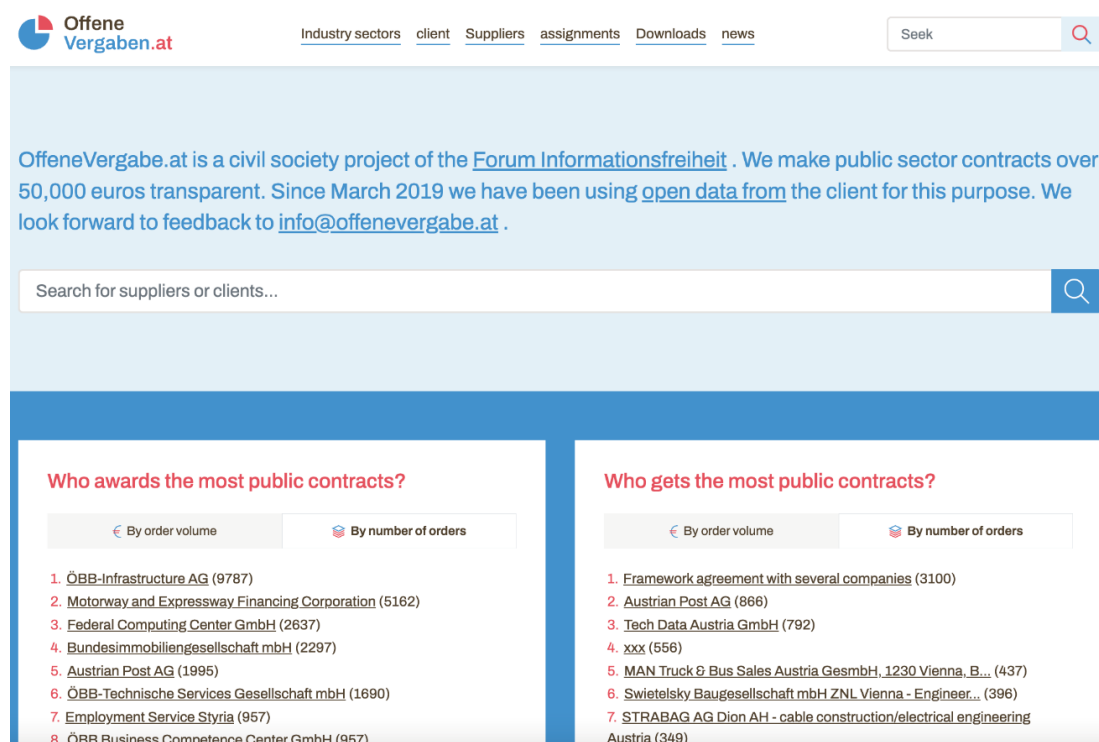 Offene
Vergaben.at
Industry sectors client Suppliers assignments Downloads news
Seek
OffeneVergabe.at is a civil society project of the Forum Informationsfreiheit . We make public sector contracts over
50,000 euros transparent. Since March 2019 we have been using open data from the client for this purpose. We
look forward to feedback to info@offenevergabe.at .
Search for suppliers or clients...
Who awards the most public contracts?
By order volume By number of orders
1. ÖBB-Infrastructure AG (9787)
2. Motorway and Expressway Financing Corporation (5162)
3. Federal Computing Center GmbH (2637)
4. Bundesimmobiliengesellschaft mbH (2297)
5. Austrian Post AG (1995)
6. ÖBB-Technische Services Gesellschaft mbH (1690)
7. Employment Service Styria (957)
8. ÖBB Business Competence Center GmbH (957)
Who gets the most public contracts?
By order volume By number of orders
1. Framework agreement with several companies (3100)
2. Austrian Post AG (866)
3. Tech Data Austria GmbH (792)
4. xxx (556)
5. MAN Truck & Bus Sales Austria GesmbH, 1230 Vienna, B... (437)
6. Swietelsky Baugesellschaft mbH ZNL Vienna - Engineer... (396)
7. STRABAG AG Dion AH - cable construction/electrical engineering
Austria (349)